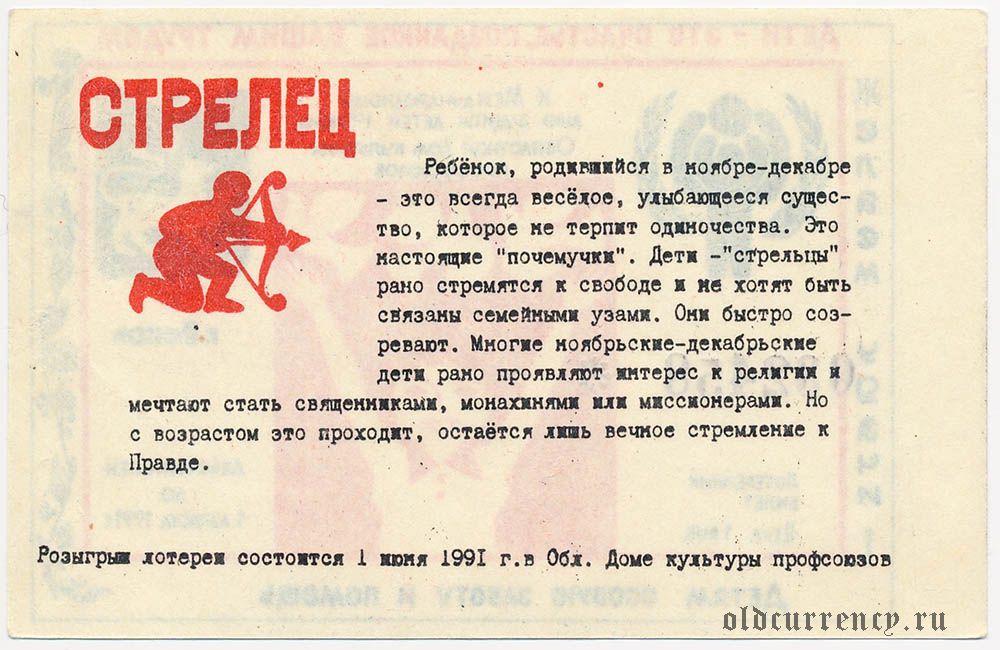 СТРЕЛЕЦ
Ребёнок, родившийся в ноябре-декабре
- это всегда весёлое, улыбающееся сущес-
тво, которое не терпит одиночества. Это
настоящие "почемучки". Дети -"стрельцы"
рано стремятся к свободе и не хотят быть
связаны семейными узами. Они быстро соз-
ревают. Многие ноябрьские-декабрьские
дети рано проявляют интерес к религии и
мечтают стать священниками, монахинями или миссионерами. Но
с возрастом это проходит, остаётся лишь вечное стремление к
Правде.
Розыгрыш лотереи состоится 1 июня 1991 г.в Обл. Доме культуры профсоюзов
oldcurrency.ru